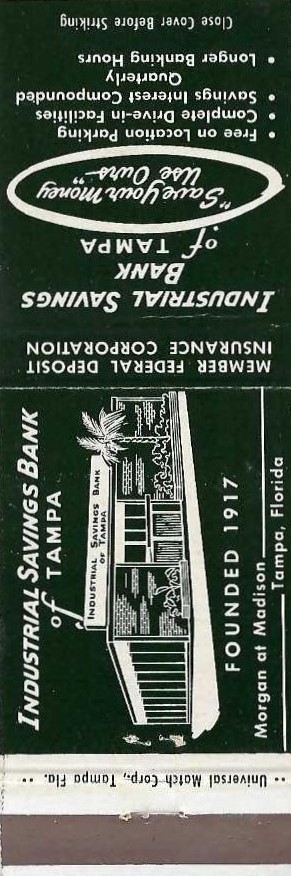 Close Cover Before Striking
• Free on Location Parking
• Complete Drive-in Facilities
• Savings Interest Compounded
Quarterly
• Longer Banking Hours
"Save Your Money
Use Ours"
INDUSTRIAL SAVINGS
BANK
of TAMPA
MEMBER FEDERAL DEPOSIT
INSURANCE CORPORATION
INDUSTRIAL SAVINGS BANK
of TAMPA
INDUSTRIAL SAVINGS BANK
OF TAMPA
FOUNDED 1917
Morgan at Madison
Tampa, Florida
•• Universal Match Corp., Tampa Fla. ••